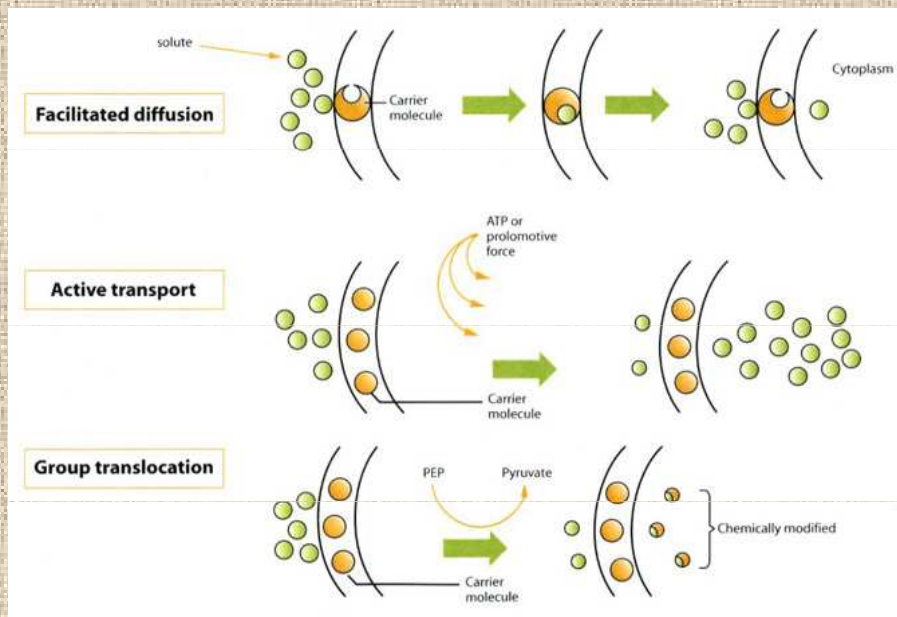 solute
Cytoplasm
Facilitated diffusion
Carrier
molecule
ATP or
prolomotive
force
Active transport
Carrier
molecule
Group translocation
PEP
Pyruvate
Chemically modified
Carrier
molecule